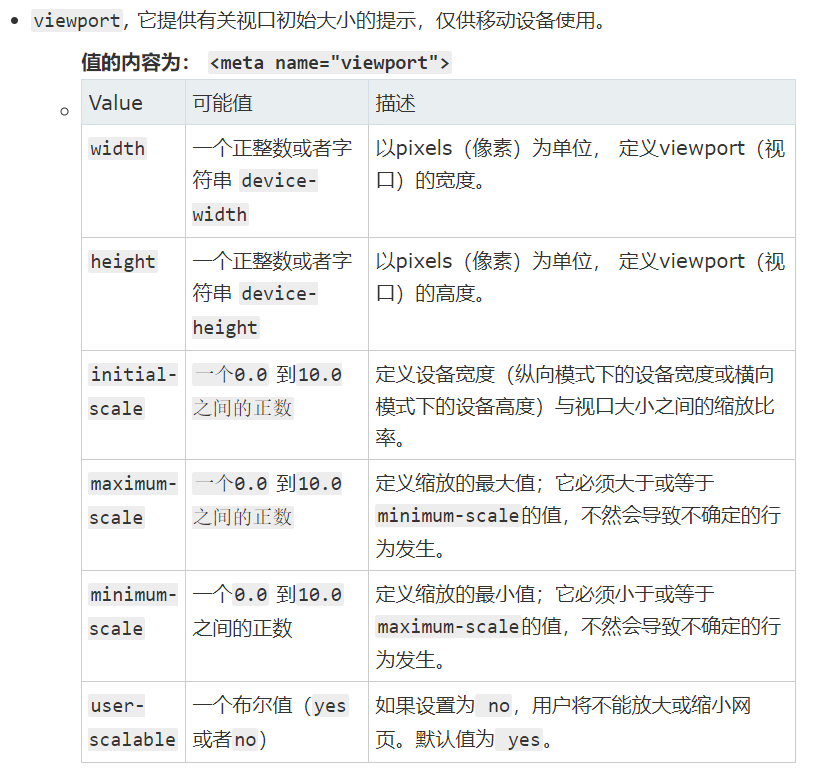 viewport, 它提供有关视口初始大小的提示，仅供移动设备使用。
值的内容为： <meta name="viewport">
Value 可能值 描述
width
一个正整数或者字
符串 device-
width
以pixels（像素）为单位， 定义viewport（视
口）的宽度。
height
一个正整数或者字
符串 device-
height
以pixels（像素）为单位， 定义viewport（视
口）的高度。
initial-
scale
一个0.0 到10.0
之间的正数
定义设备宽度（纵向模式下的设备宽度或横向
模式下的设备高度）与视口大小之间的缩放比
率。
maximum-
scale
一个0.0 到10.0
之间的正数
定义缩放的最大值；它必须大于或等于
minimum-scale的值，不然会导致不确定的行
为发生。
minimum-
scale
一个0.0 到10.0
之间的正数
定义缩放的最小值；它必须小于或等于
maximum-scale的值，不然会导致不确定的行
为发生。
user-
scalable
一个布尔值（yes
或者no）
如果设置为 no，用户将不能放大或缩小网
页。默认值为 yes。